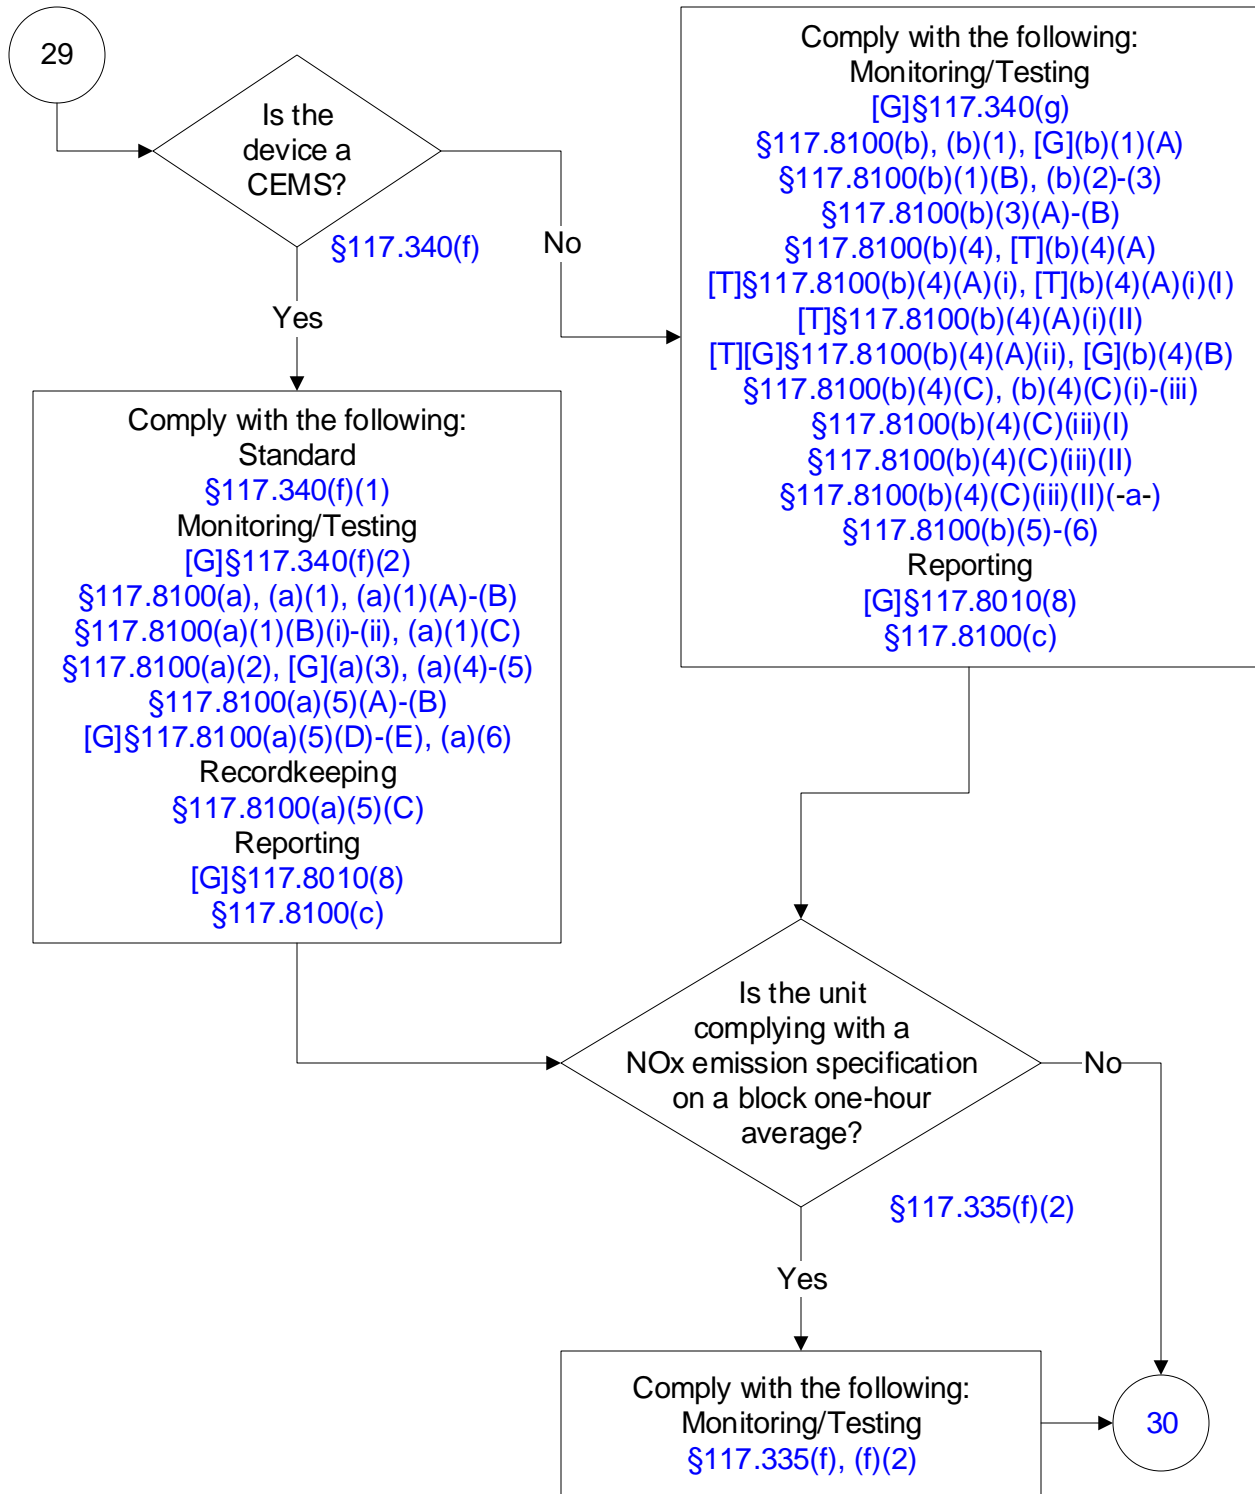 29
Is the
device a
CEMS?
§117.340(f)
No
Yes
Comply with the following:
Monitoring/Testing
[G]§117.340(g)
§117.8100(b), (b)(1), [G](b)(1)(A)
§117.8100(b)(1)(B), (b)(2)-(3)
§117.8100(b)(3)(A)-(B)
§117.8100(b)(4), [T](b)(4)(A)
[T]§117.8100(b)(4)(A)(i), [T](b)(4)(A)(i)(I)
[T]§117.8100(b)(4)(A)(i)(II)
[T][G]§117.8100(b)(4)(A)(ii), [G](b)(4)(B)
§117.8100(b)(4)(C), (b)(4)(C)(i)-(iii)
§117.8100(b)(4)(C)(iii)(I)
§117.8100(b)(4)(C)(iii)(II)
§117.8100(b)(4)(C)(iii)(II)(-a-)
§117.8100(b)(5)-(6)
Reporting
[G]§117.8010(8)
§117.8100(c)
Comply with the following:
Standard
§117.340(f)(1)
Monitoring/Testing
[G]§117.340(f)(2)
§117.8100(a), (a)(1), (a)(1)(A)-(B)
§117.8100(a)(1)(B)(i)-(ii), (a)(1)(C)
§117.8100(a)(2), [G](a)(3), (a)(4)-(5)
§117.8100(a)(5)(A)-(B)
[G]§117.8100(a)(5)(D)-(E), (a)(6)
Recordkeeping
§117.8100(a)(5)(C)
Reporting
[G]§117.8010(8)
§117.8100(c)
Is the unit
complying with a
NOx emission specification
on a block one-hour
average?
No
§117.335(f)(2)
Yes
Comply with the following:
Monitoring/Testing
§117.335(f), (f)(2)
30